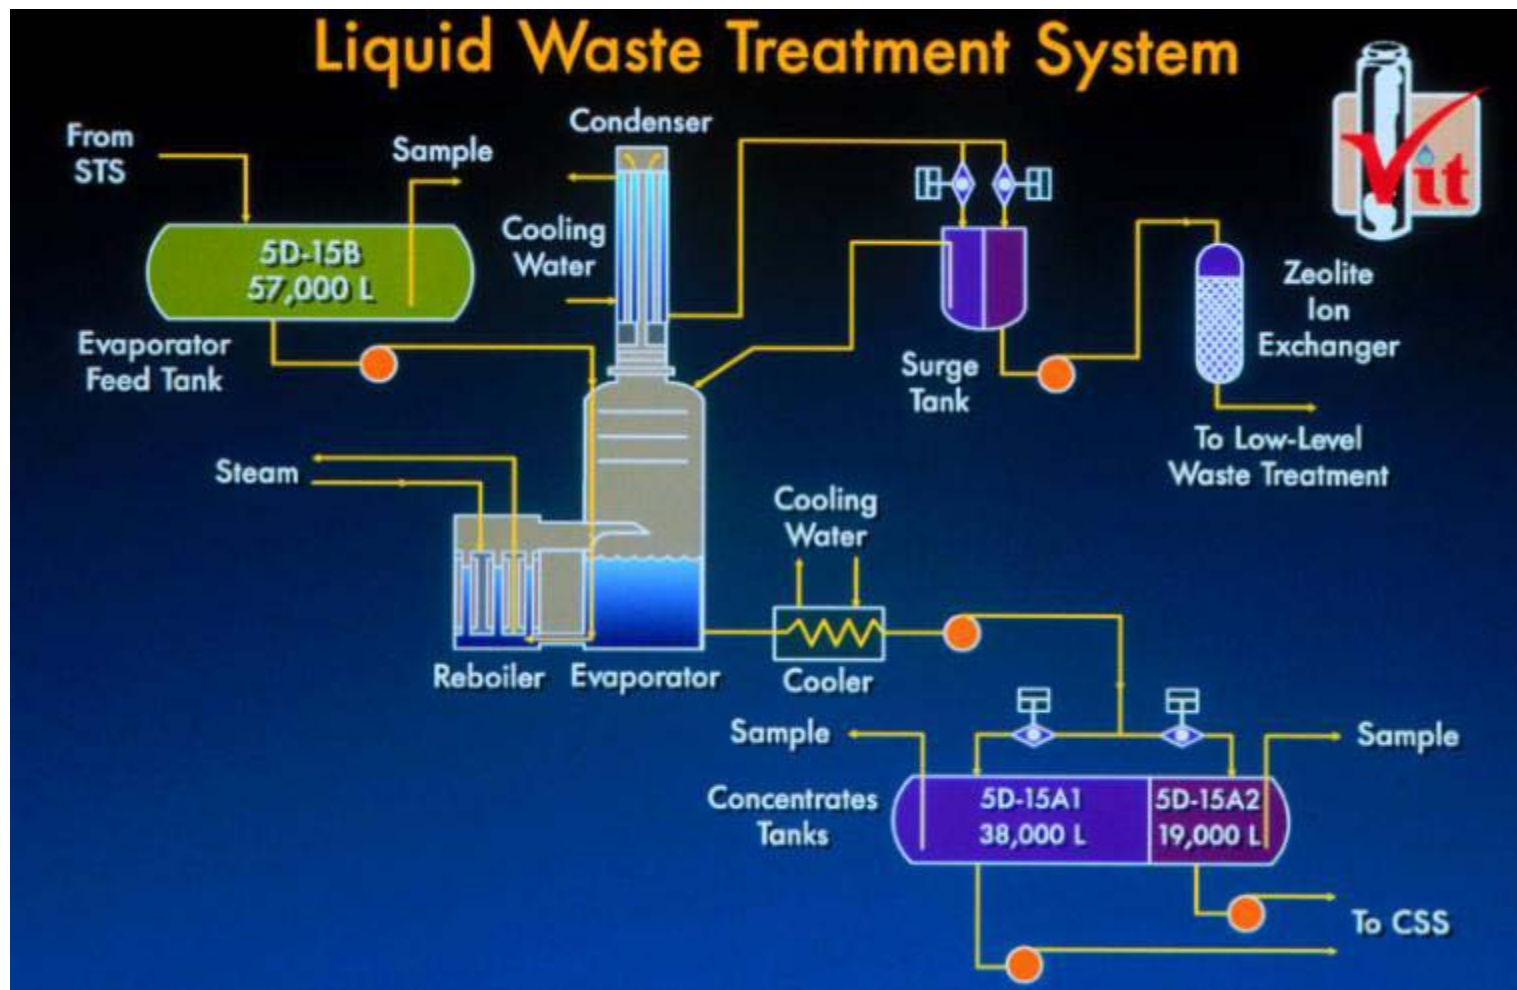 Liquid Waste Treatment System
Vit
From
STS
Sample
Condenser
5D-15B
57,000 L
Cooling
Water
Evaporator
Feed Tank
Surge
Tank
Zeolite
Ion
Exchanger
To Low-Level
Waste Treatment
Steam
Cooling
Water
Reboiler
Evaporator
Cooler
Sample
Sample
Concentrates
Tanks
5D-15A1
38,000 L
5D-15A2
19,000 L
To CSS